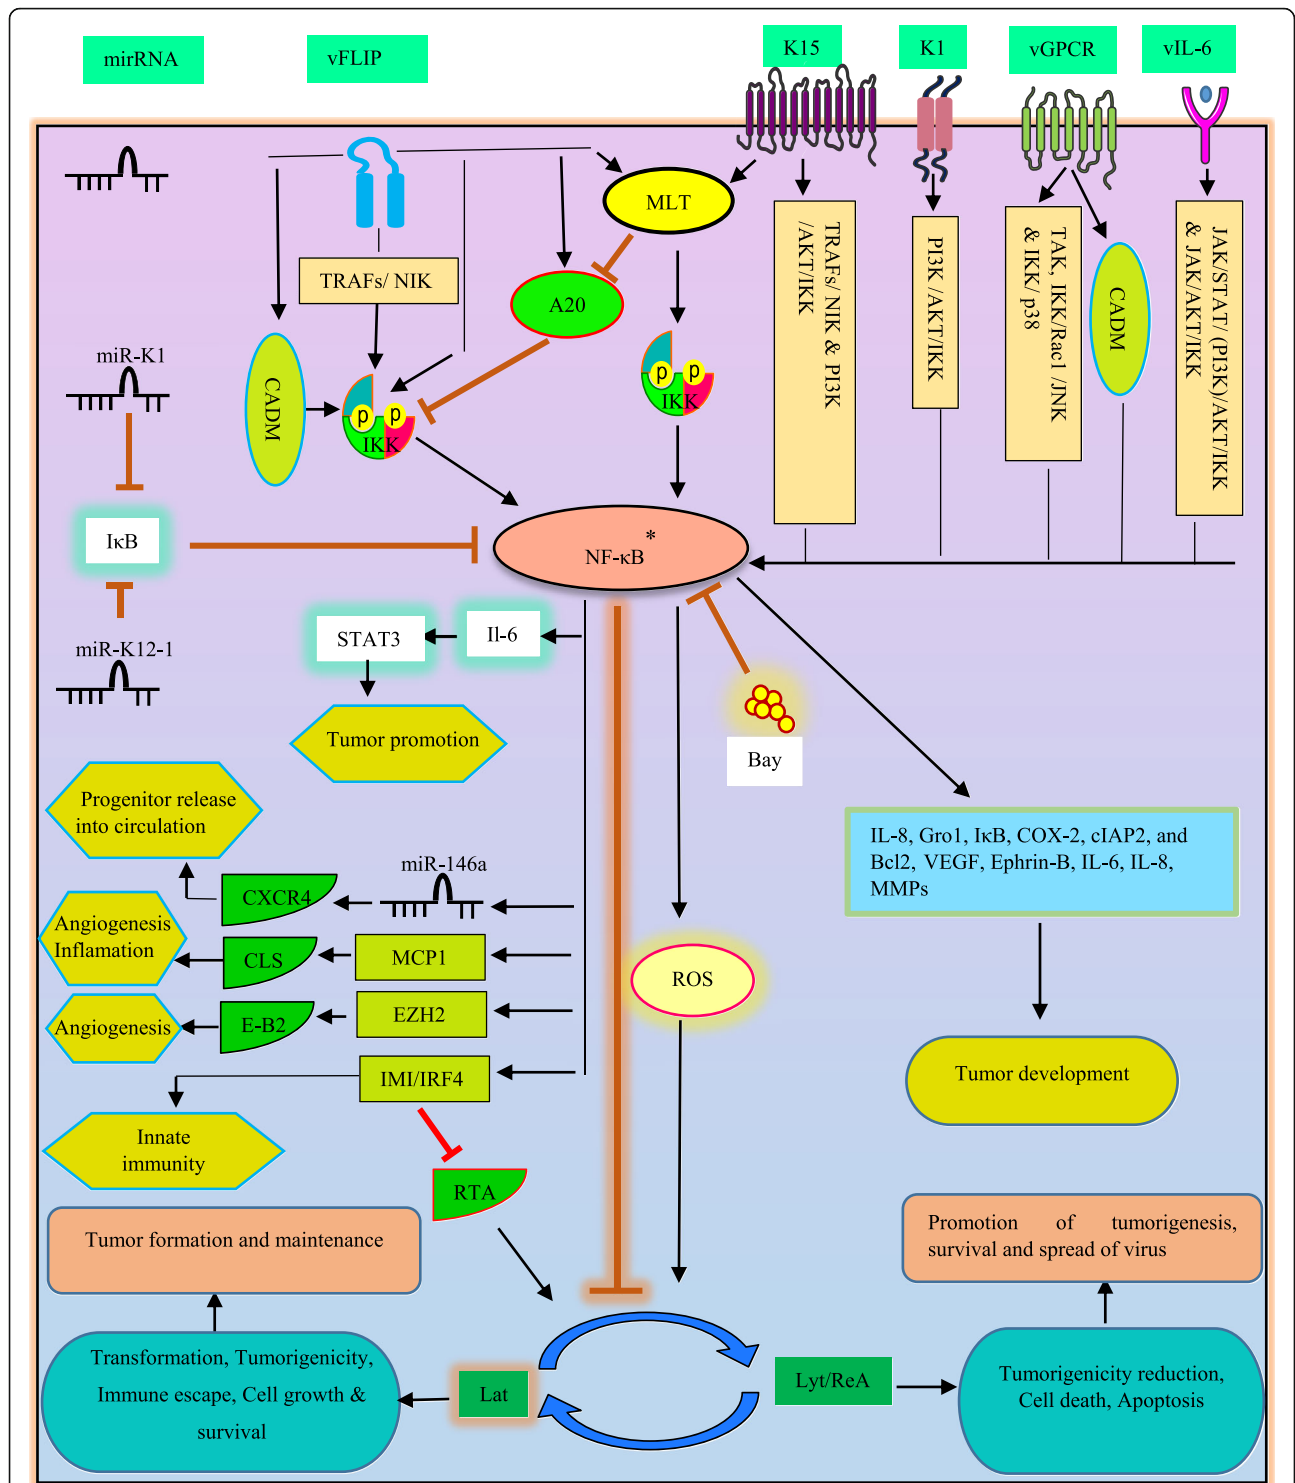 mirRNA
vFLIP
K15
K1
vGPCR
vIL-6
MLT
TRAFs/ NIK
A20
TRAFs/ NIK & PI3K
/AKT/IKK
PI3K /AKT/IKK
TAK, IKK/Rac1 /JNK
& IKK/ p38
CADM
JAK/STAT/ (PI3K)/AKT/IKK
& JAK/AKT/IKK
miR-K1
CADM
p
p
IKK
p
p
IKK
IκB
NF-κB
*
miR-K12-1
STAT3
Il-6
Tumor promotion
Bay
Progenitor release
into circulation
IL-8, Gro1, IκB, COX-2, cIAP2, and
Bcl2, VEGF, Ephrin-B, IL-6, IL-8,
MMPs
miR-146a
CXCR4
Angiogenesis
Inflamation
CLS
MCP1
ROS
Angiogenesis
E-B2
EZH2
IMI/IRF4
Tumor development
Innate
immunity
RTA
Tumor formation and maintenance
Promotion of tumorigenesis,
survival and spread of virus
Transformation, Tumorigenicity,
Immune escape, Cell growth &
survival
Lat
Lyt/ReA
Tumorigenicity reduction,
Cell death, Apoptosis